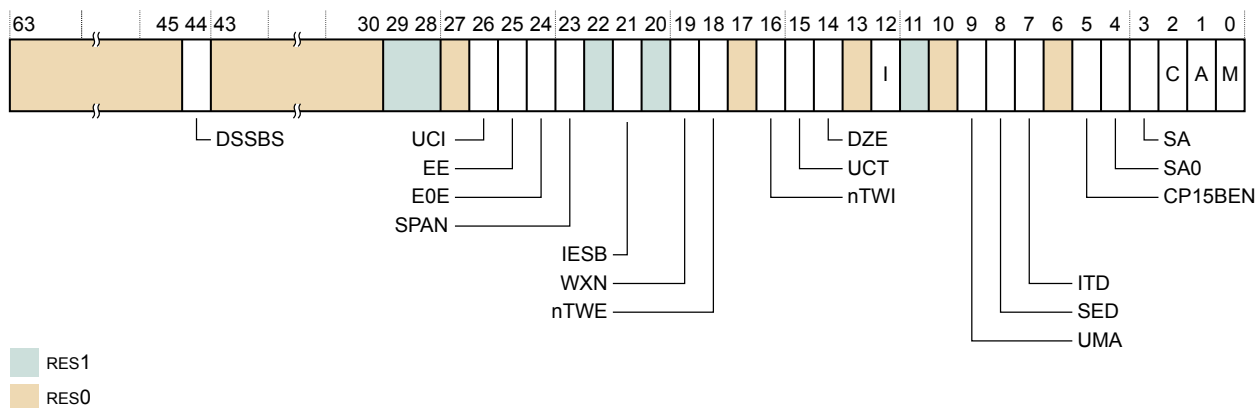 63 45 44 43 30 29 28 27 26 25 24 23 22 21 20 19 18 17 16 15 14 13 12 11 10 9 8 7 6 5 4 3 2 1 0
I C A M
DSSBS UCI DZE SA
EE UCT SA0
E0E nTWI CP15BEN
SPAN
IESB
WXN ITD
nTWE SED
UMA
RES1
RES0